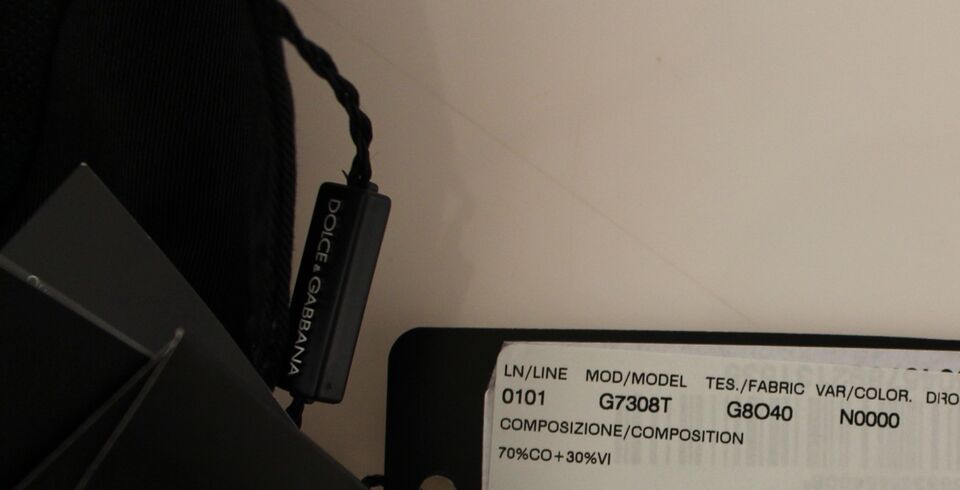 DOLCE & GABBANA
LN/LINE MOD/MODEL TES./FABRIC VAR/COLOR. DIRO
0101 G7308T G8O40 N0000
COMPOSIZIONE/COMPOSITION
70%CO+30%VI